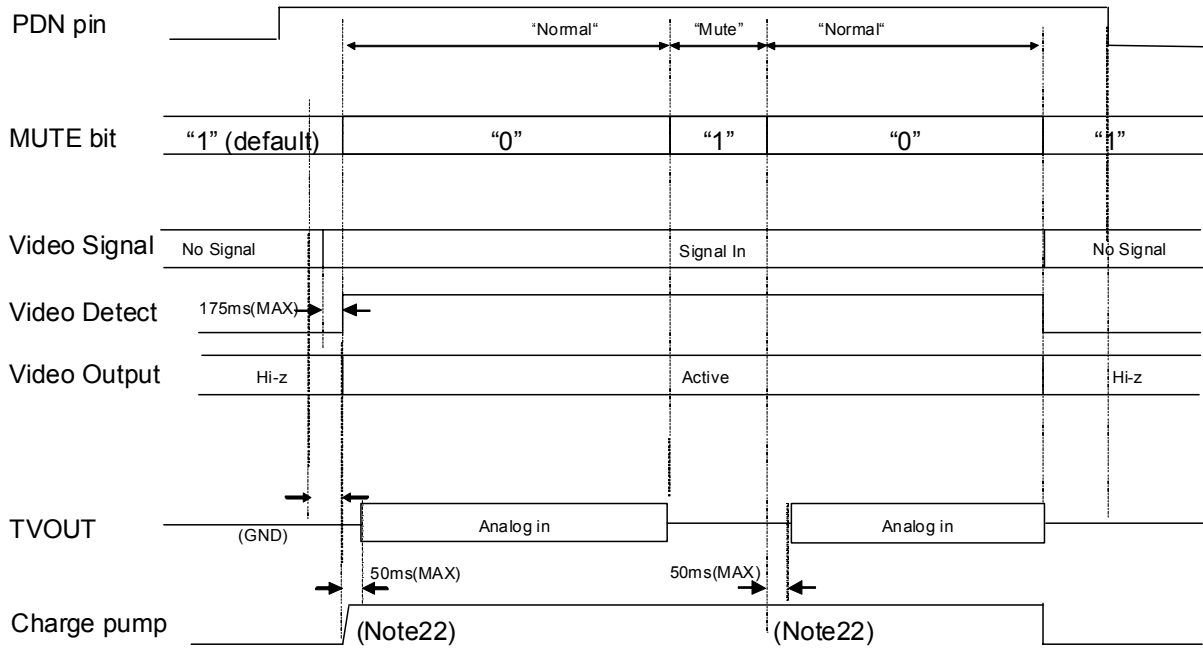 PDN pin
“Normal“ “Mute” “Normal“
MUTE bit “1” (default) “0” “1” “0” “1”
Video Signal No Signal Signal In No Signal
Video Detect 175ms(MAX)
Video Output Hi-z Active Hi-z
TVOUT (GND) Analog in Analog in
50ms(MAX) 50ms(MAX)
Charge pump (Note22) (Note22)